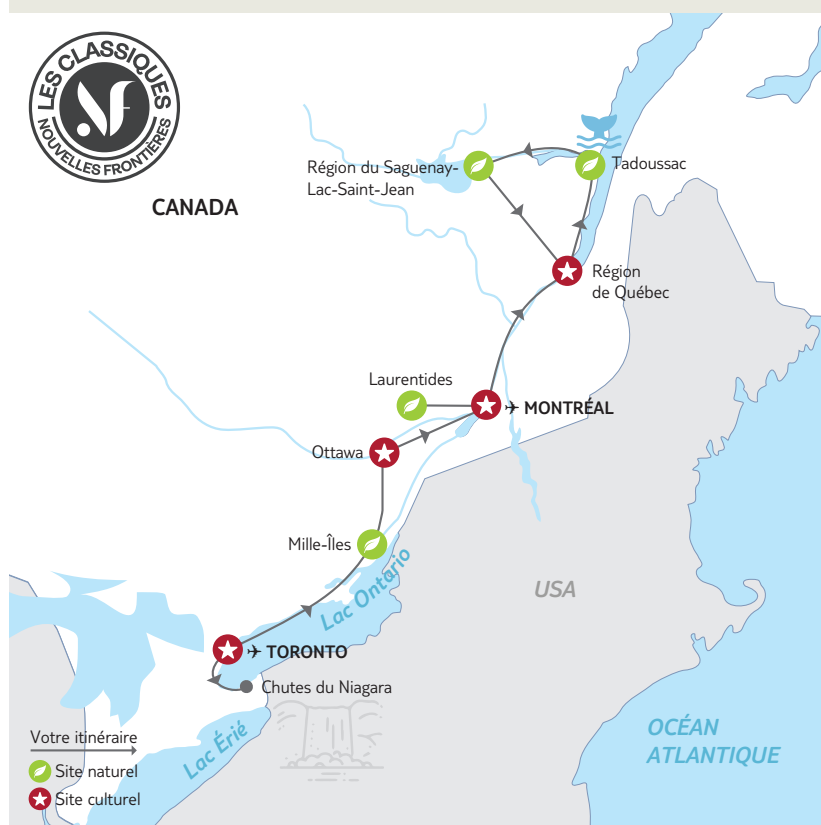 LES CLASSIQUES
NF
NOUVELLES FRONTIÈRES
CANADA
Région du Saguenay-
Lac-Saint-Jean
Tadoussac
Région
de Québec
Laurentides
MONTRÉAL
Ottawa
Mille-Îles
Lac Ontario
USA
TORONTO
Chutes du Niagara
Lac Érié
OCÉAN
ATLANTIQUE
Votre itinéraire
Site naturel
Site culturel